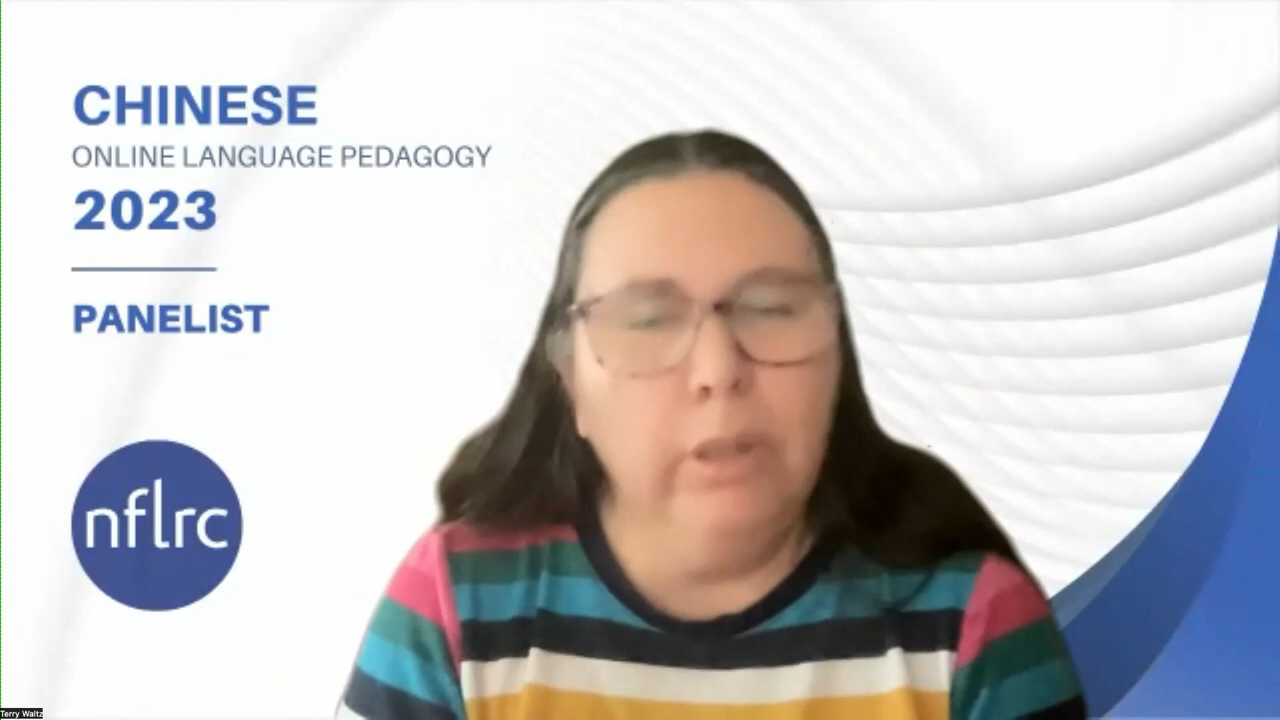 CHINESE
ONLINE LANGUAGE PEDAGOGY
2023
PANELIST
nflrc
Terry Waltz